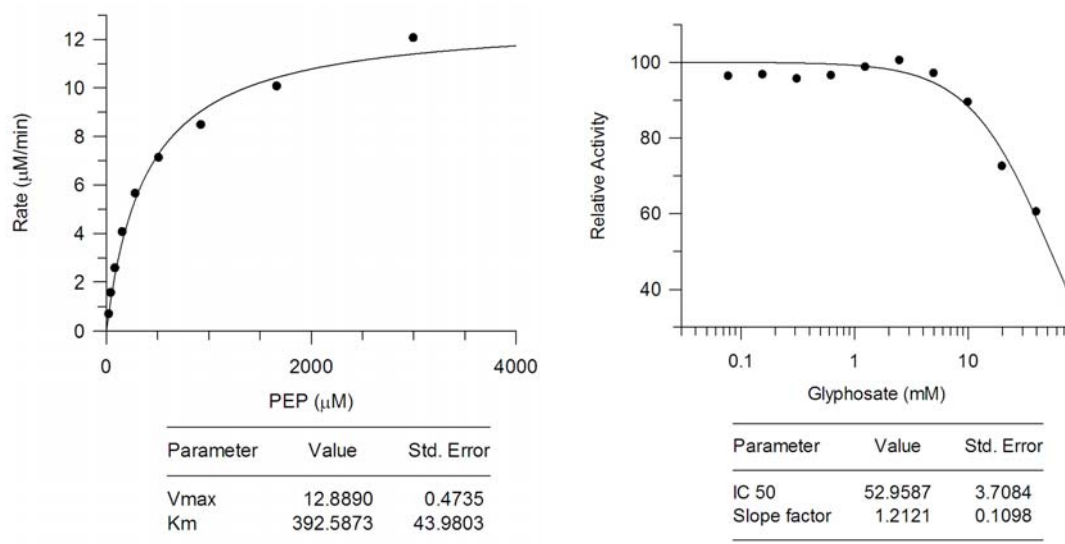 12
10
8
6
4
2
0
Rate (μM/min)
0 2000 4000
PEP (μM)
Parameter Value Std. Error
Vmax 12.8890 0.4735
Km 392.5873 43.9803
100
80
60
40
Relative Activity
0.1 1 10
Glyphosate (mM)
Parameter Value Std. Error
IC 50 52.9587 3.7084
Slope factor 1.2121 0.1098